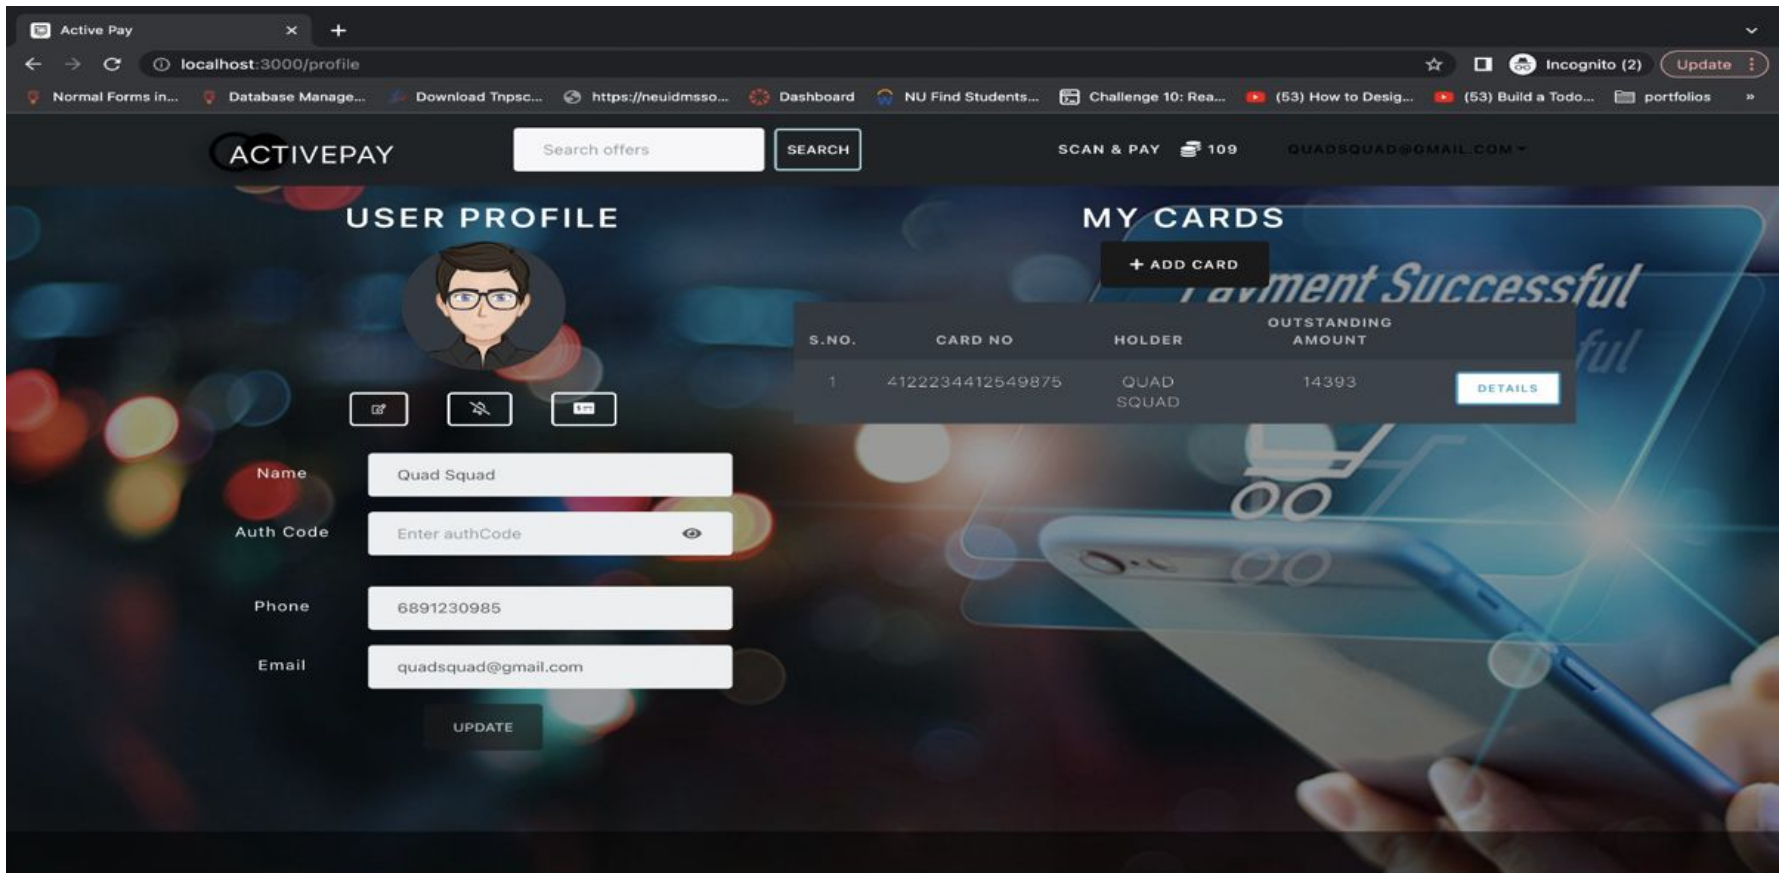 Active Pay
localhost:3000/profile
Incognito (2)
Update
Normal Forms in...
Database Manage...
Download Tnpsc...
https://neuidmsso...
Dashboard
NU Find Students...
Challenge 10: Rea...
(53) How to Desig...
(53) Build a Todo...
portfolios
ACTIVEPAY
Search offers
SEARCH
SCAN & PAY
109
QUADSQUAD@GMAIL.COM
USER PROFILE
Name
Quad Squad
Auth Code
Enter authCode
Phone
6891230985
Email
quadsquad@gmail.com
UPDATE
MY CARDS
+ ADD CARD
Payment Successful
S.NO.
CARD NO
HOLDER
OUTSTANDING
AMOUNT
1
4122234412549875
QUAD
SQUAD
14393
DETAILS